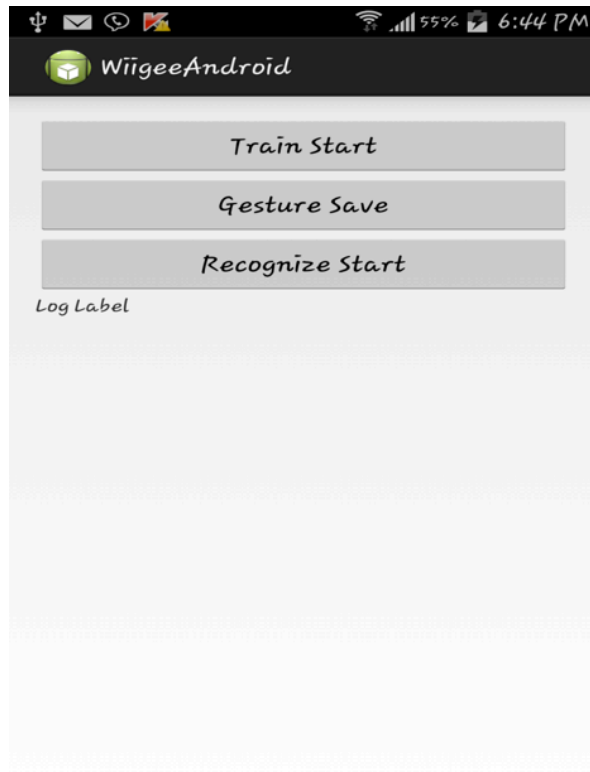 55% 6:44 PM
WiigeeAndroid
Train Start
Gesture Save
Recognize Start
Log Label